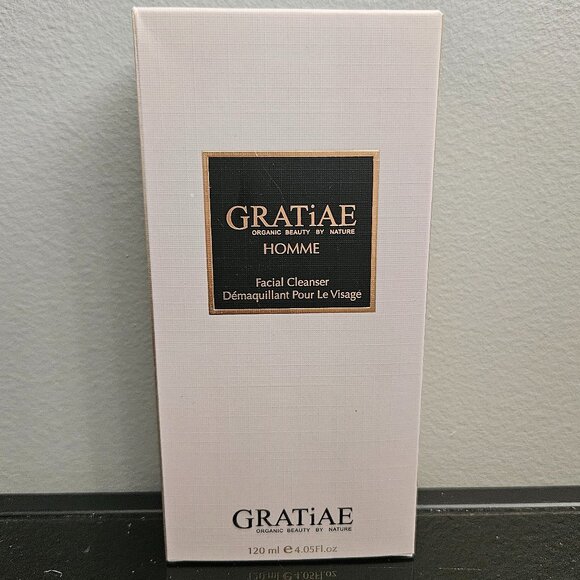 GRATiAE
ORGANIC BEAUTY BY NATURE
HOMME
Facial Cleanser
Démaquillant Pour Le Visage
GRATiAE
ORGANIC BEAUTY BY NATURE
120 ml e 4.05Fl.oz